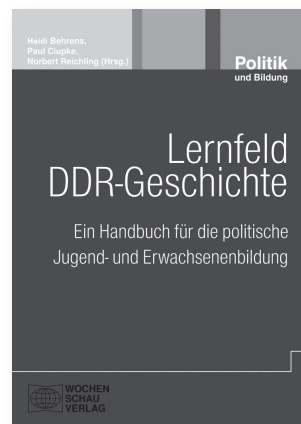 Heidi Behrens,
Paul Ciupke,
Norbert Reichling (Hrsg.)
Politik
und Bildung
Lernfeld
DDR-Geschichte
Ein Handbuch für die politische
Jugend- und Erwachsenenbildung
WOCHEN
SCHAU
VERLAG